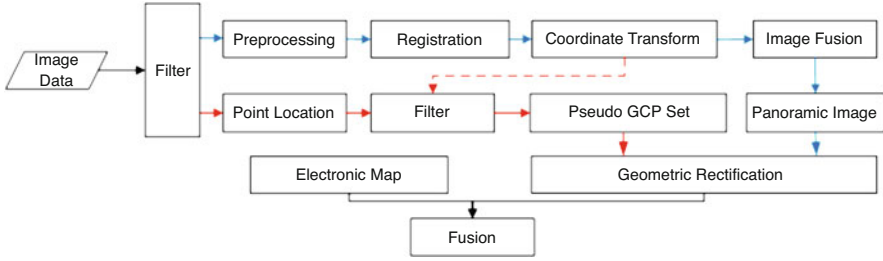 Image
Data
Filter
Preprocessing
Registration
Coordinate Transform
Image Fusion
Point Location
Filter
Pseudo GCP Set
Panoramic Image
Electronic Map
Geometric Rectification
Fusion